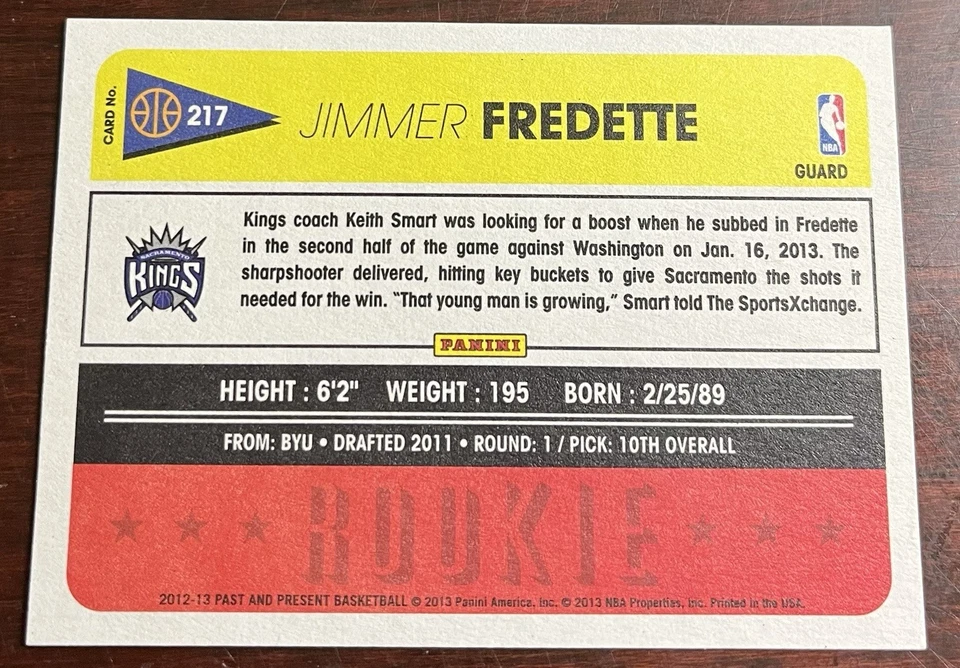 CARD No.
217
JIMMER FREDETTE
NBA
GUARD
SACRAMENTO
KINGS
Kings coach Keith Smart was looking for a boost when he subbed in Fredette
in the second half of the game against Washington on Jan. 16, 2013. The
sharpshooter delivered, hitting key buckets to give Sacramento the shots it
needed for the win. “That young man is growing,” Smart told The SportsXchange.
PANINI
HEIGHT : 6'2" WEIGHT : 195 BORN : 2/25/89
FROM: BYU • DRAFTED 2011 • ROUND: 1 / PICK: 10TH OVERALL
ROOKIE
2012-13 PAST AND PRESENT BASKETBALL © 2013 Panini America, Inc. © 2013 NBA Properties, Inc. Printed in the USA.